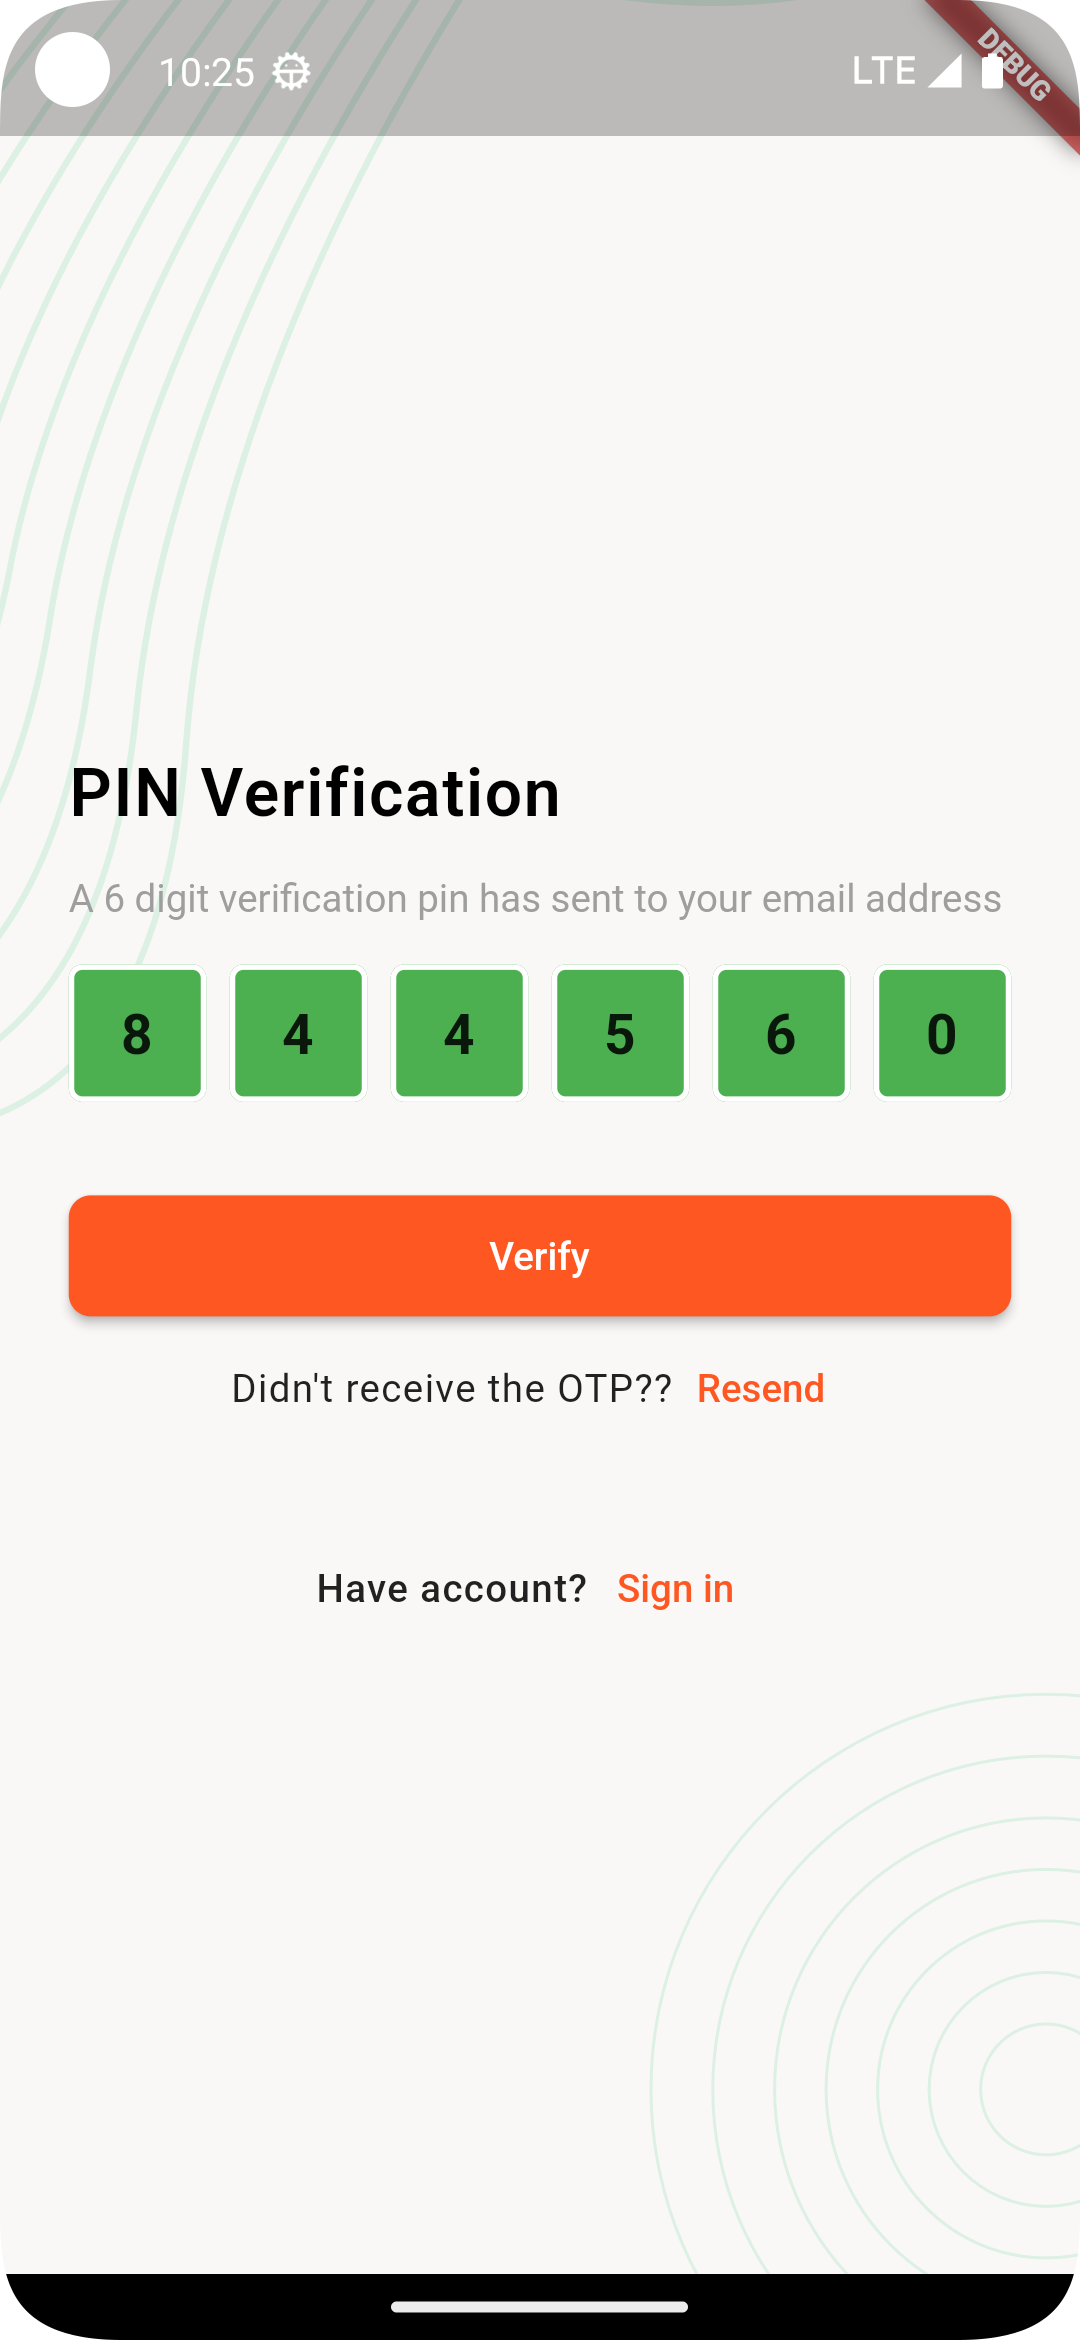 10:25 LTE
DEBUG
PIN Verification
A 6 digit verification pin has sent to your email address
8 4 4 5 6 0
Verify
Didn't receive the OTP?? Resend
Have account? Sign in